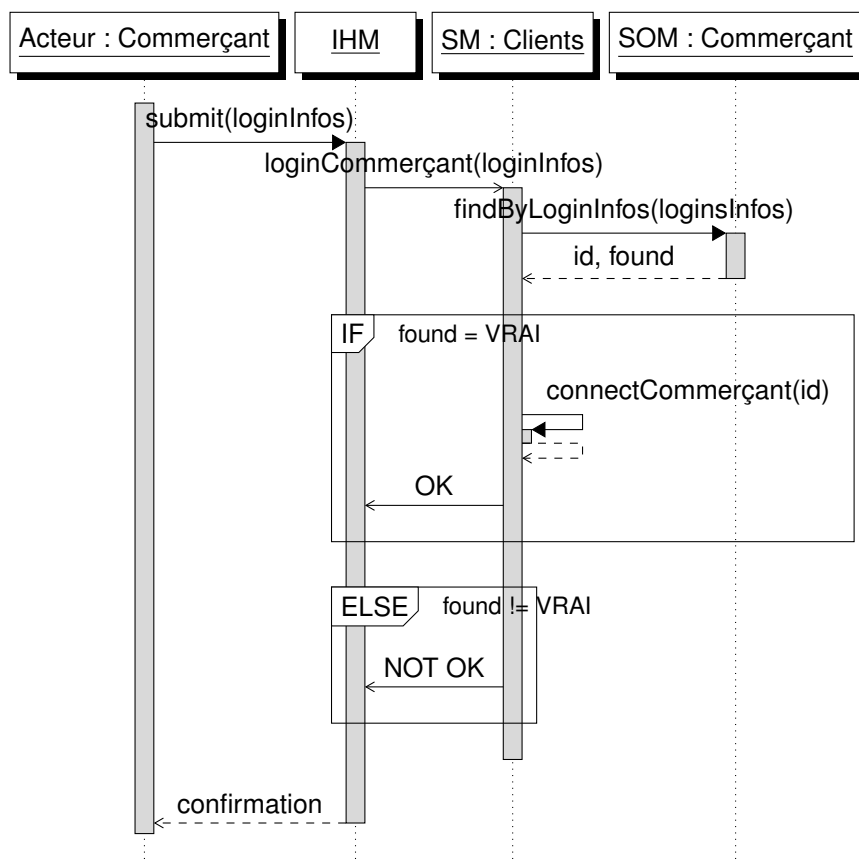 Acteur : Commerçant
IHM
SM : Clients
SOM : Commerçant
submit(loginInfos)
loginCommerçant(loginInfos)
findByLoginInfos(loginsInfos)
id, found
IF
found = VRAI
connectCommerçant(id)
OK
ELSE
found != VRAI
NOT OK
confirmation